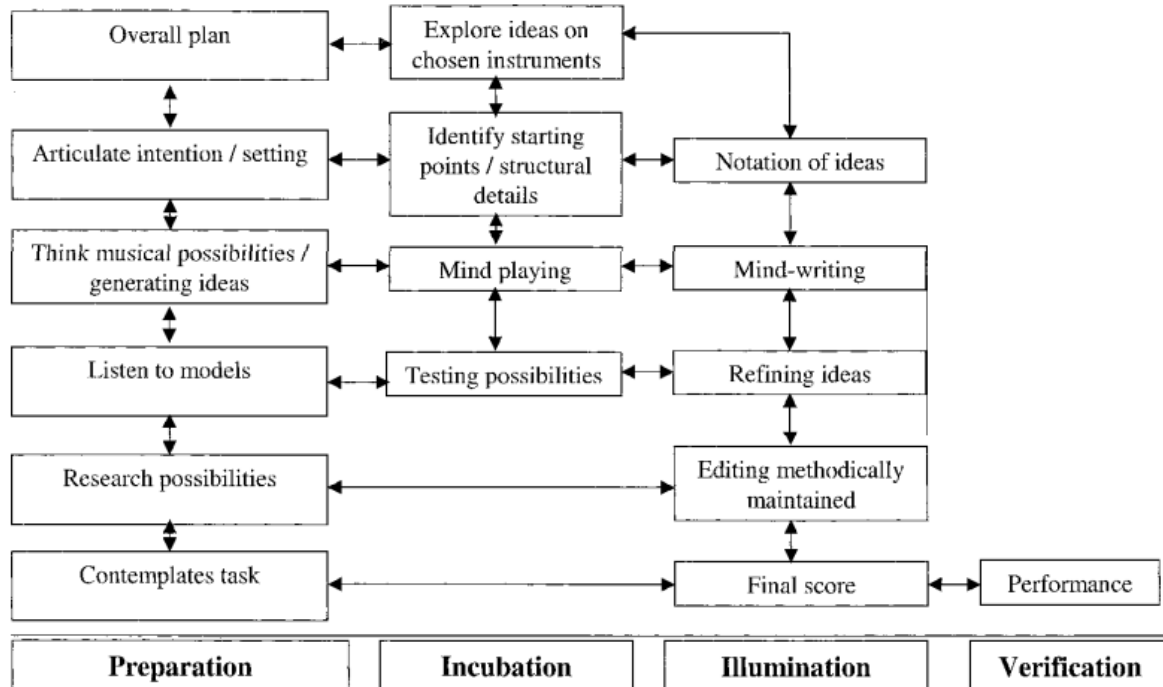 Overall plan
Explore ideas on
chosen instruments
Articulate intention / setting
Identify starting
points / structural
details
Notation of ideas
Think musical possibilities /
generating ideas
Mind playing
Mind-writing
Listen to models
Testing possibilities
Refining ideas
Research possibilities
Editing methodically
maintained
Contemplates task
Final score
Performance
Preparation
Incubation
Illumination
Verification